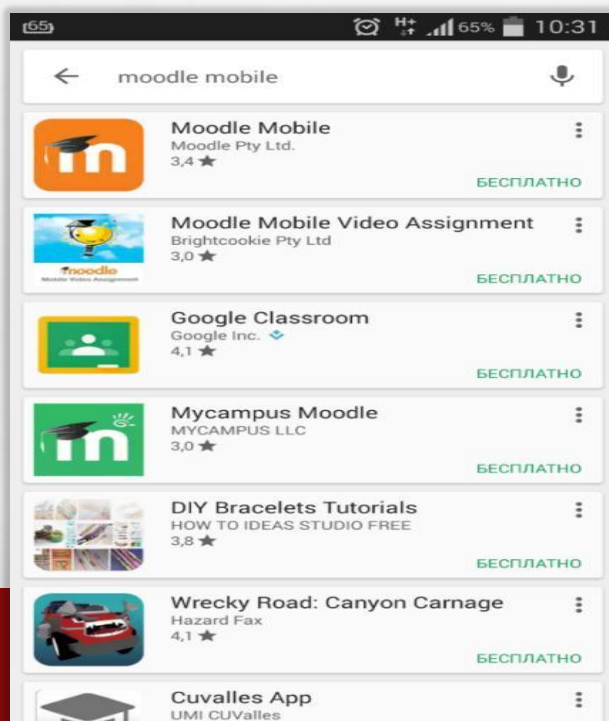 65
H+ 65% 10:31
moodle mobile
m
Moodle Mobile
Moodle Pty Ltd.
3,4 ★
БЕСПЛАТНО
moodle
Mobile Video Assignment
Moodle Mobile Video Assignment
Brightcookie Pty Ltd
3,0 ★
БЕСПЛАТНО
Google Classroom
Google Inc.
4,1 ★
БЕСПЛАТНО
m
Mycampus Moodle
MYCAMPUS LLC
3,0 ★
БЕСПЛАТНО
DIY Bracelets Tutorials
HOW TO IDEAS STUDIO FREE
3,8 ★
БЕСПЛАТНО
Wrecky Road: Canyon Carnage
Hazard Fax
4,1 ★
БЕСПЛАТНО
Cuvalles App
UMI CUValles